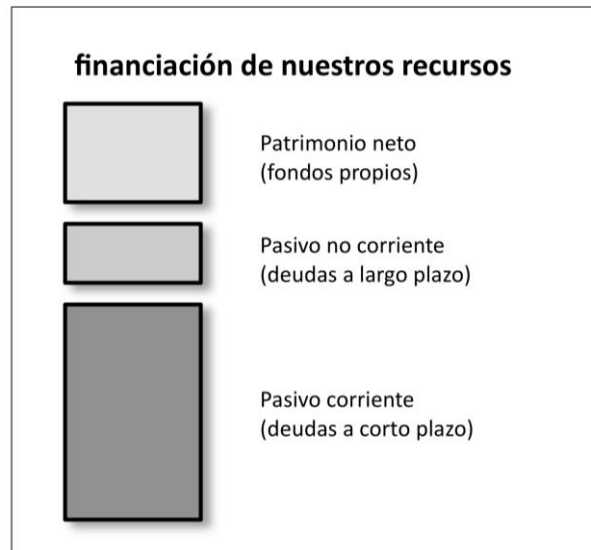 financiación de nuestros recursos
Patrimonio neto
(fondos propios)
Pasivo no corriente
(deudas a largo plazo)
Pasivo corriente
(deudas a corto plazo)